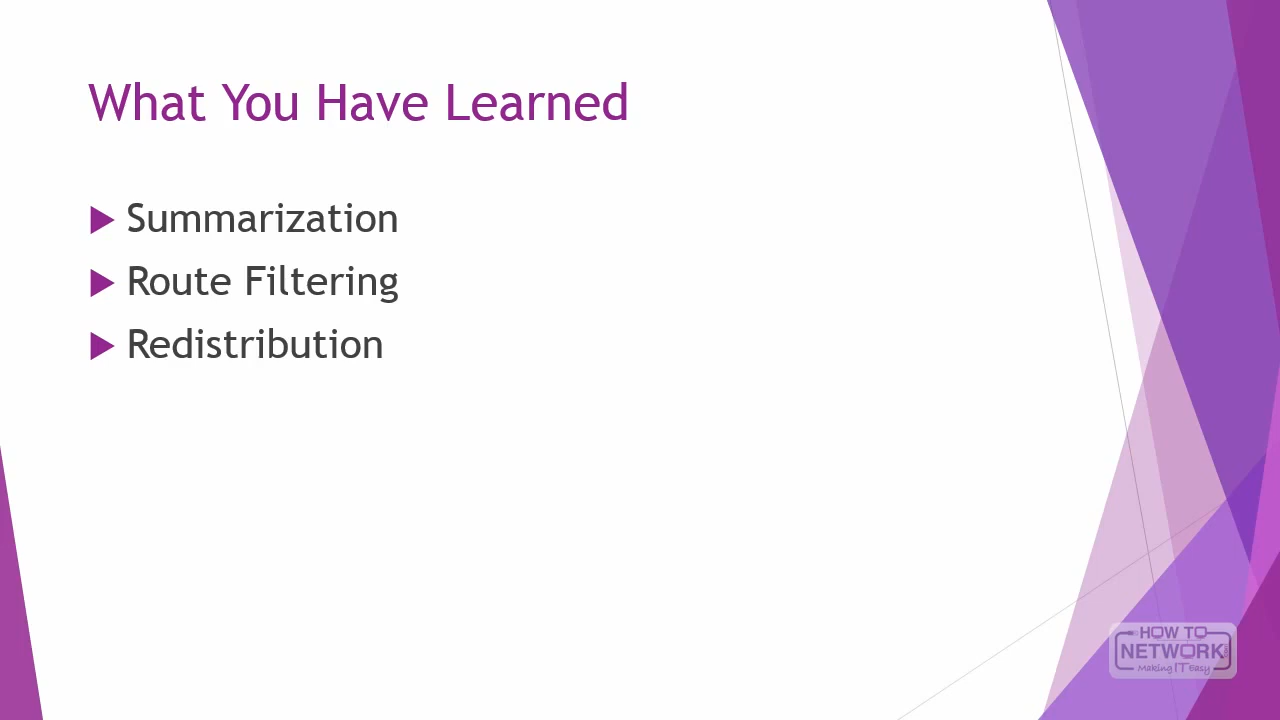 What You Have Learned
Summarization
Route Filtering
Redistribution
HOW TO
NETWORK
Making IT Easy